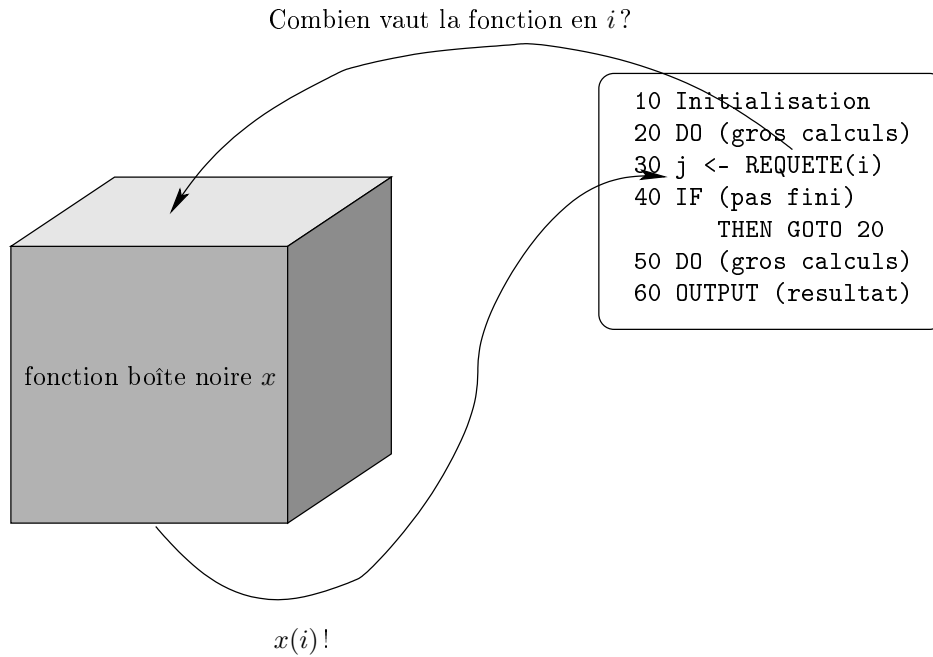 Combien vaut la fonction en i ?
10 Initialisation
20 DO (gros calculs)
30 j <- REQUETE(i)
40 IF (pas fini)
THEN GOTO 20
50 DO (gros calculs)
60 OUTPUT (resultat)
fonction boîte noire x
x(i) !